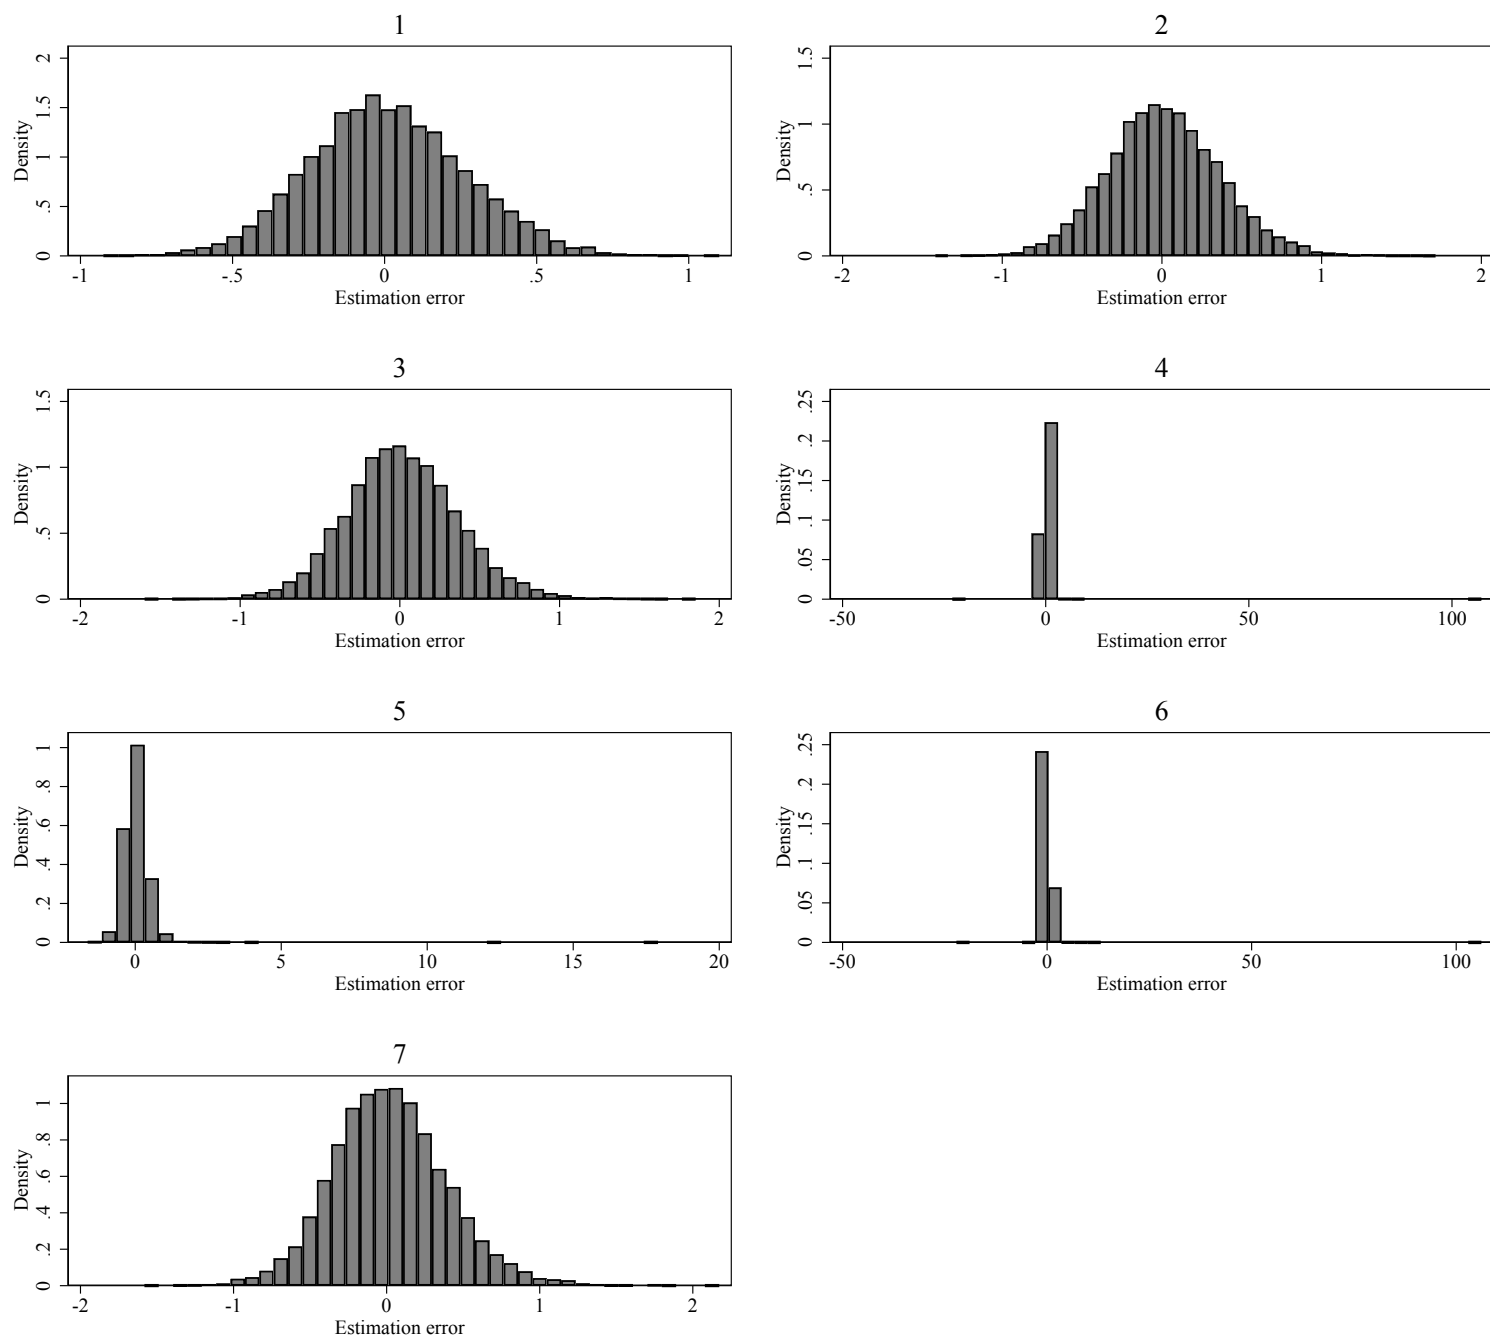 1
Density
0 .5 1 1.5 2
-1 -.5 0 .5 1
Estimation error
2
Density
0 .5 1 1.5
-2 -1 0 1 2
Estimation error
3
Density
0 .5 1 1.5
-2 -1 0 1 2
Estimation error
4
Density
0 .05 .1 .15 .2 .25
-50 0 50 100
Estimation error
5
Density
0 .2 .4 .6 .8 1
0 5 10 15 20
Estimation error
6
Density
0 .05 .1 .15 .2 .25
-50 0 50 100
Estimation error
7
Density
0 .2 .4 .6 .8 1
-2 -1 0 1 2
Estimation error